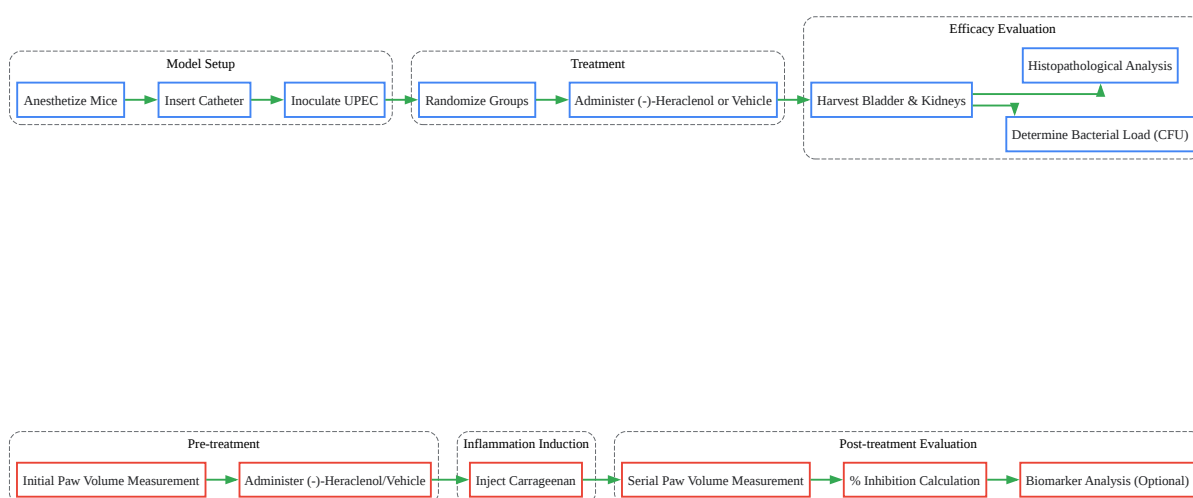 Efficacy Evaluation
Model Setup
Treatment
Histopathological Analysis
Anesthetize Mice
Insert Catheter
Inoculate UPEC
Randomize Groups
Administer (-)-Heraclenol or Vehicle
Harvest Bladder & Kidneys
Determine Bacterial Load (CFU)
Pre-treatment
Inflammation Induction
Post-treatment Evaluation
Initial Paw Volume Measurement
Administer (-)-Heraclenol/Vehicle
Inject Carrageenan
Serial Paw Volume Measurement
% Inhibition Calculation
Biomarker Analysis (Optional)